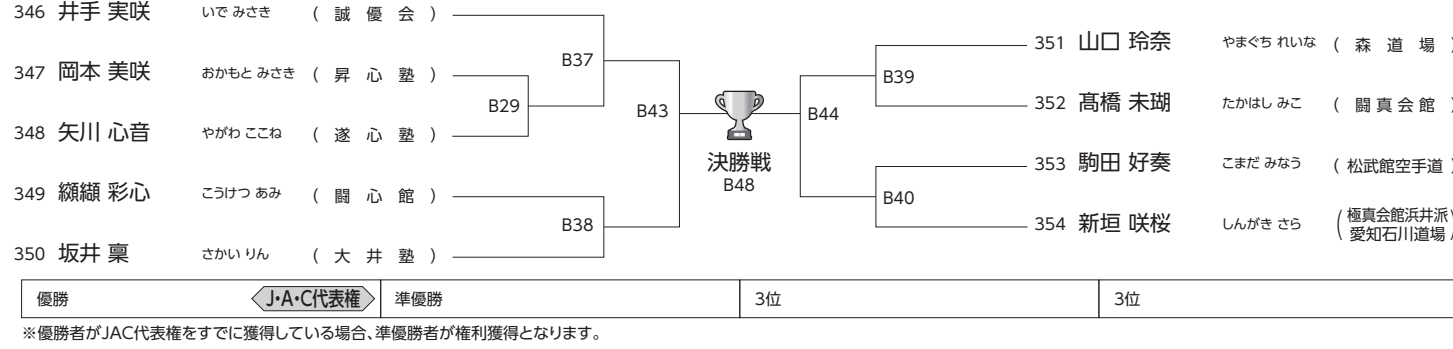 346 井手 実咲 いで みさき ( 誠 優 会 )
347 岡本 美咲 おかもと みさき ( 昇 心 塾 )
348 矢川 心音 やがわ ここね ( 遂 心 塾 )
349 纐纈 彩心 こうけつ あみ ( 闘 心 館 )
350 坂井 稟 さかい りん ( 大 井 塾 )
B37
B29
B43
B38
決勝戦
B48
B44
B39
B40
351 山口 玲奈 やまぐち れいな ( 森 道 場 )
352 髙橋 未瑚 たかはし みこ ( 闘真会館 )
353 駒田 好奏 こまだ みなう ( 松武館空手道 )
354 新垣 咲桜 しんがき さら ( 極真会館浜井派
愛知石川道場 )
優勝 J・A・C代表権 準優勝 3位 3位
※優勝者がJAC代表権をすでに獲得している場合、準優勝者が権利獲得となります。